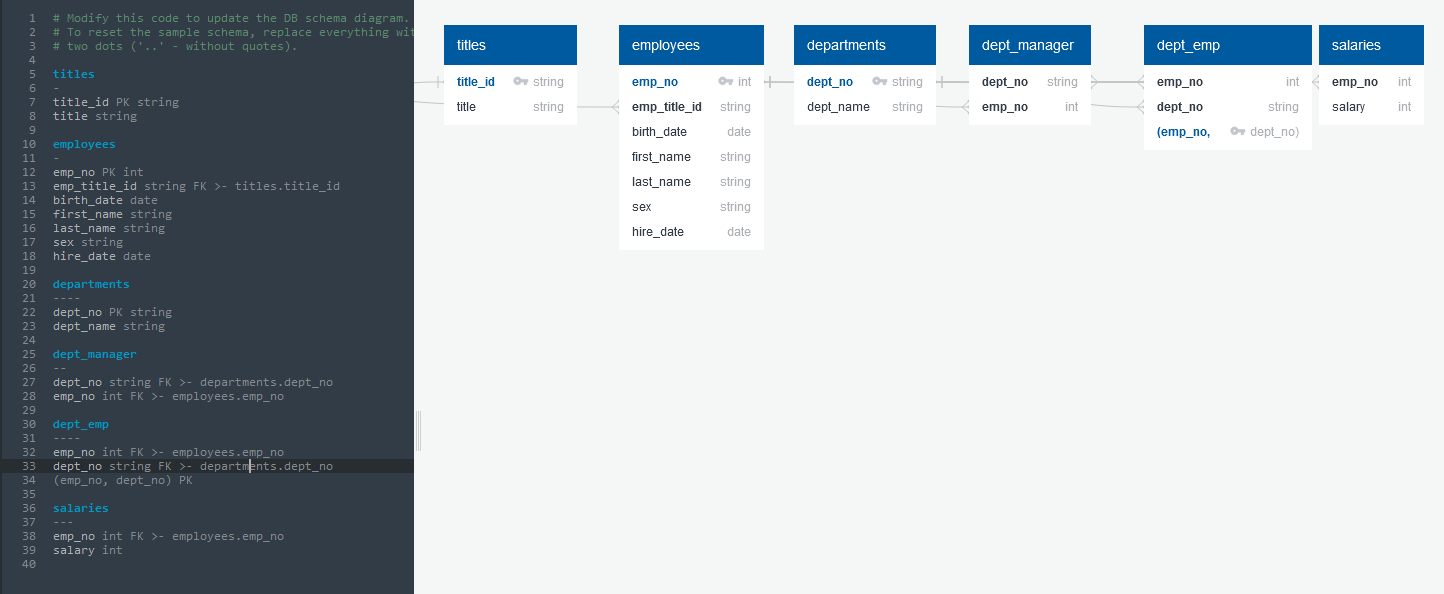 1 # Modify this code to update the DB schema diagram.
2 # To reset the sample schema, replace everything wit
3 # two dots ('..' - without quotes).
4
5 titles
6 -
7 title_id PK string
8 title string
9
10 employees
11 -
12 emp_no PK int
13 emp_title_id string FK >- titles.title_id
14 birth_date date
15 first_name string
16 last_name string
17 sex string
18 hire_date date
19
20 departments
21 ----
22 dept_no PK string
23 dept_name string
24
25 dept_manager
26 --
27 dept_no string FK >- departments.dept_no
28 emp_no int FK >- employees.emp_no
29
30 dept_emp
31 ----
32 emp_no int FK >- employees.emp_no
33 dept_no string FK >- departments.dept_no
34 (emp_no, dept_no) PK
35
36 salaries
37 ---
38 emp_no int FK >- employees.emp_no
39 salary int
40
titles
title_id string
title string
employees
emp_no int
emp_title_id string
birth_date date
first_name string
last_name string
sex string
hire_date date
departments
dept_no string
dept_name string
dept_manager
dept_no string
emp_no int
dept_emp
emp_no int
dept_no string
(emp_no, dept_no)
salaries
emp_no int
salary int